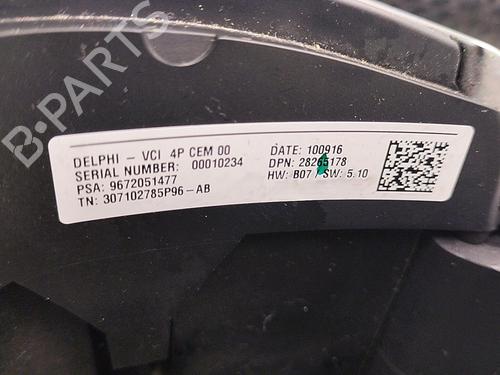 B-PARTS
DELPHI – VCI 4P CEM 00
SERIAL NUMBER: 00010234
PSA: 9672051477
TN: 307102785P96-AB
DATE: 100916
DPN: 28265178
HW: B07 / SW: 5.10